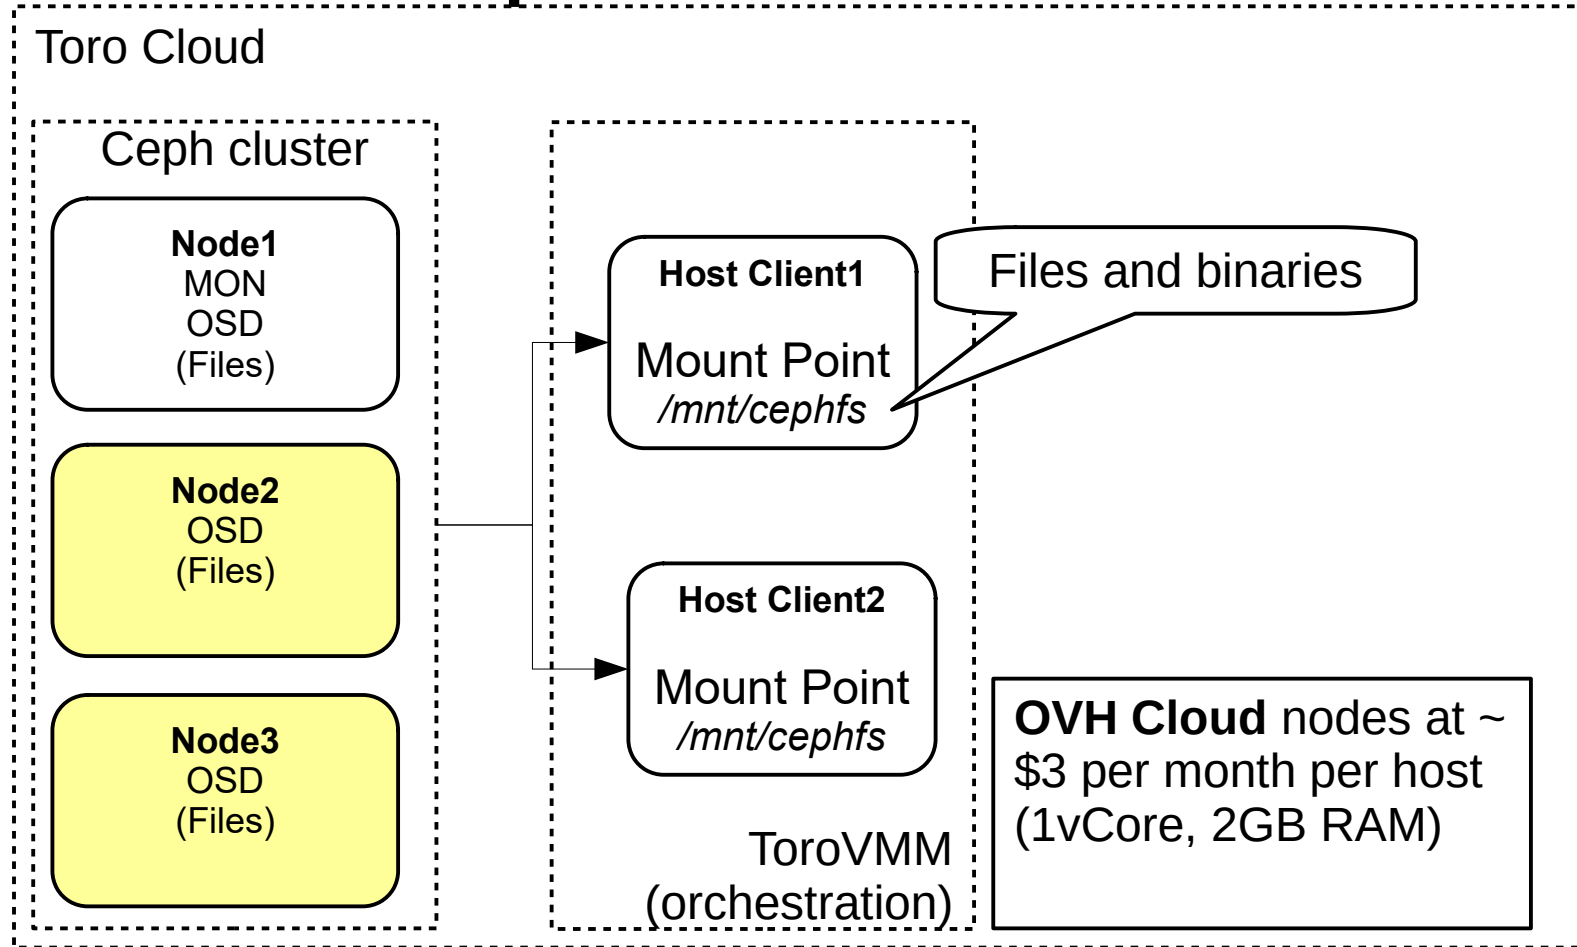 Toro Cloud
Ceph cluster
Node1
MON
OSD
(Files)
Node2
OSD
(Files)
Node3
OSD
(Files)
Host Client1
Mount Point
/mnt/cephfs
Files and binaries
Host Client2
Mount Point
/mnt/cephfs
ToroVMM
(orchestration)
OVH Cloud nodes at ~
$3 per month per host
(1vCore, 2GB RAM)